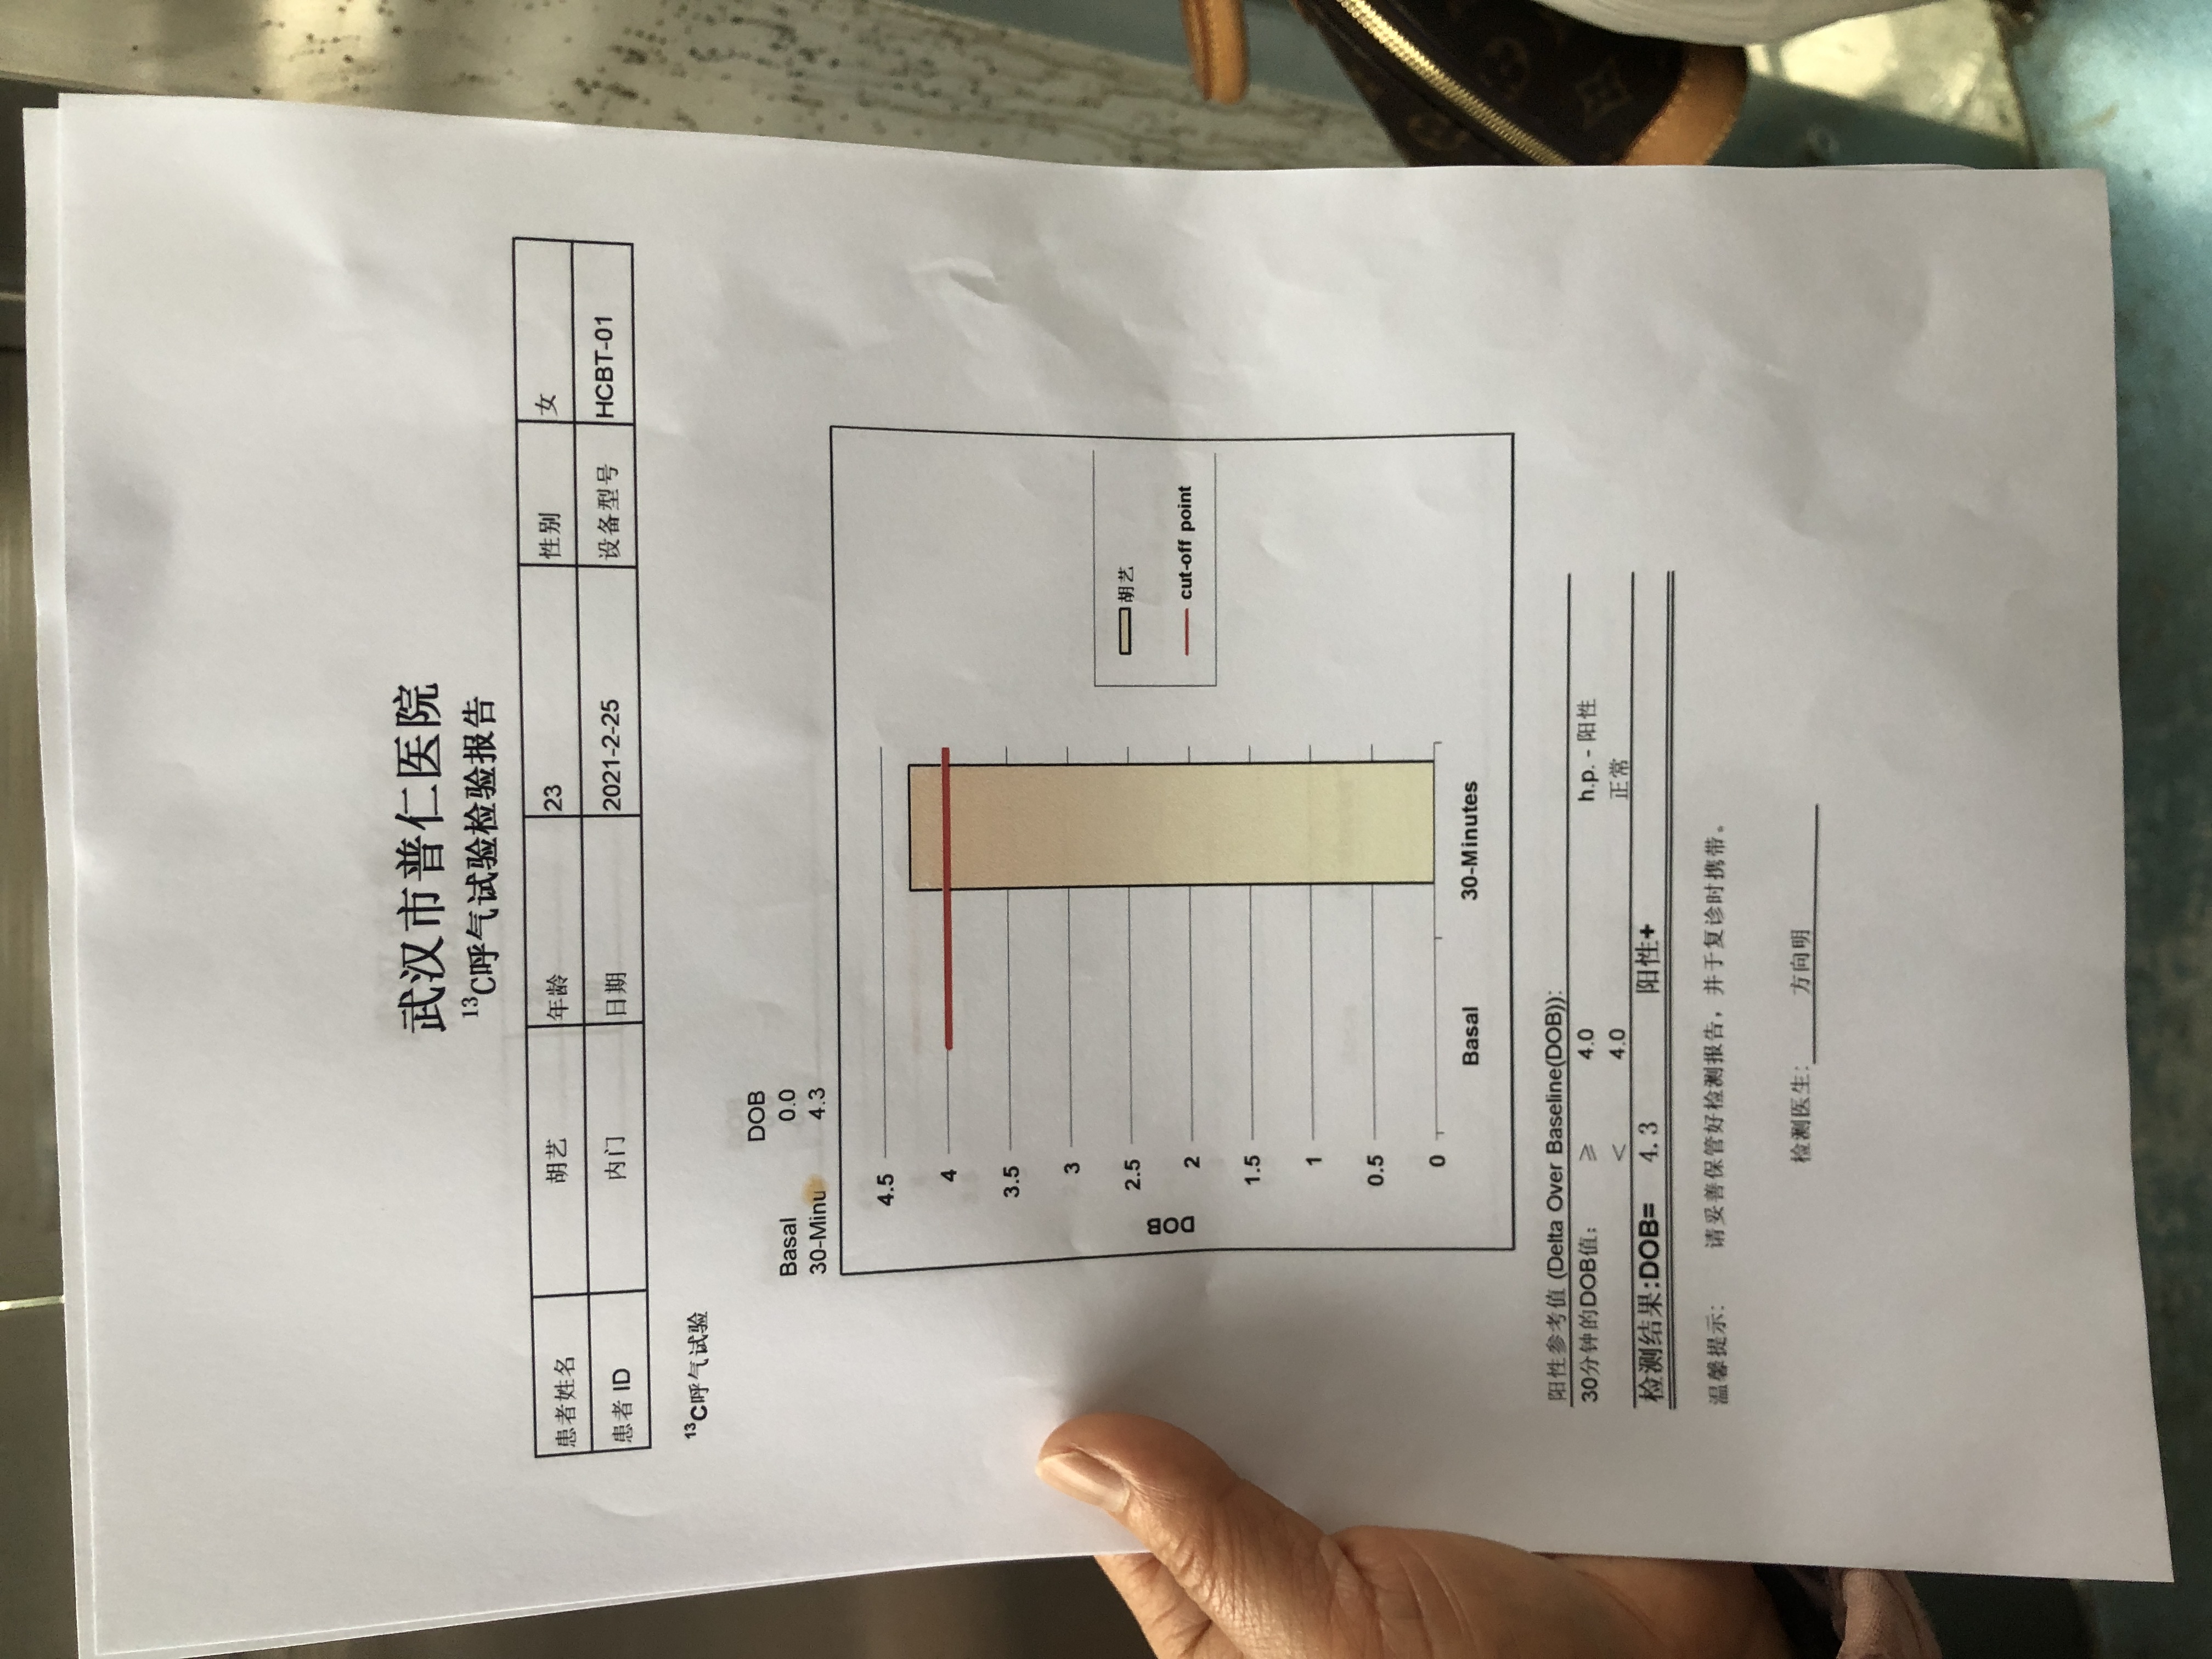 武汉市普仁医院
¹³C呼气试验检验报告
患者姓名 胡艺 年龄 23 性别 女
患者 ID 内门 日期 2021-2-25 设备型号 HCBT-01
¹³C呼气试验
DOB
Basal 0.0
30-Minu 4.3
4.5
4
3.5
3
2.5
2
1.5
1
0.5
0
DOB
Basal 30-Minutes
胡艺
cut-off point
阳性参考值 (Delta Over Baseline(DOB)):
30分钟的DOB值: ≥ 4.0 h.p. - 阳性
< 4.0 正常
检测结果:DOB= 4.3 阳性+
温馨提示: 请妥善保管好检测报告，并于复诊时携带。
检测医生: 方向明